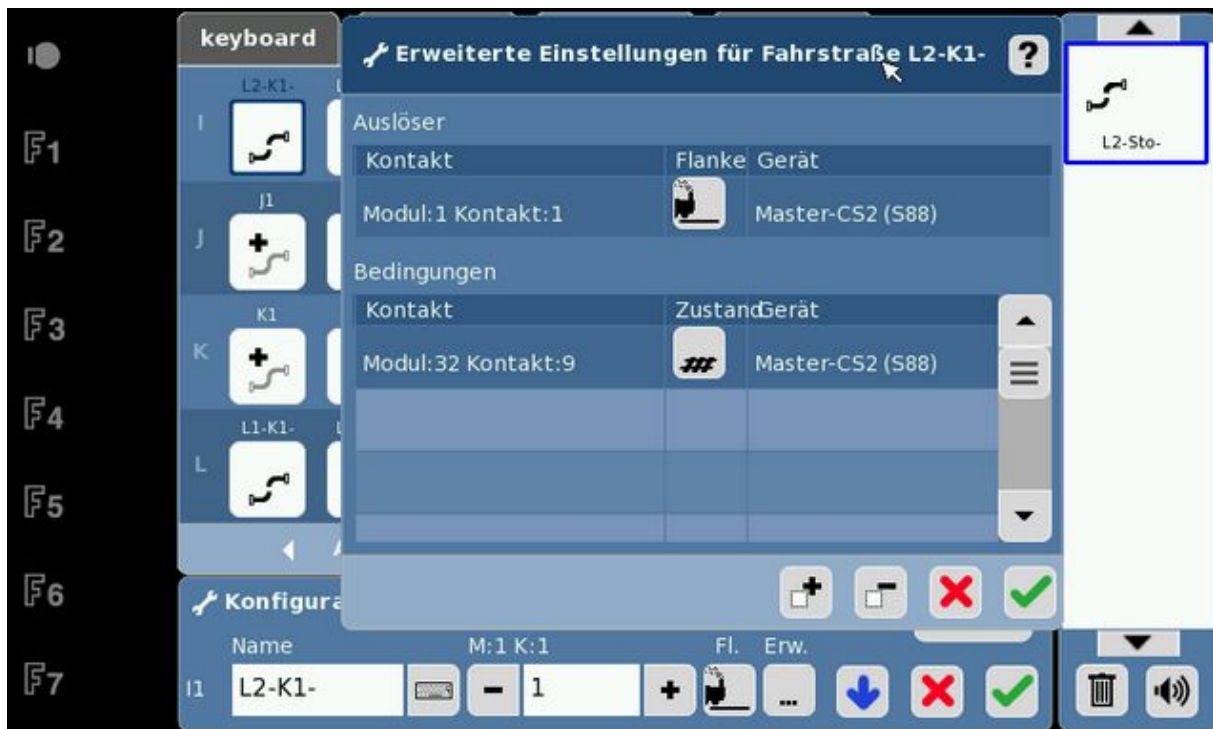 keyboard
Erweiterte Einstellungen für Fahrstraße L2-K1-
?
L2-K1-
I
Auslöser
Kontakt Flanke Gerät
Modul:1 Kontakt:1 Master-CS2 (S88)
L2-Sto-
F1
J1
J
F2
Bedingungen
Kontakt Zustand Gerät
Modul:32 Kontakt:9 Master-CS2 (S88)
K1
K
F3
F4
L1-K1-
L
F5
F6
Konfigura
Name M:1 K:1 Fl. Erw.
F7
I1 L2-K1- 1 ...